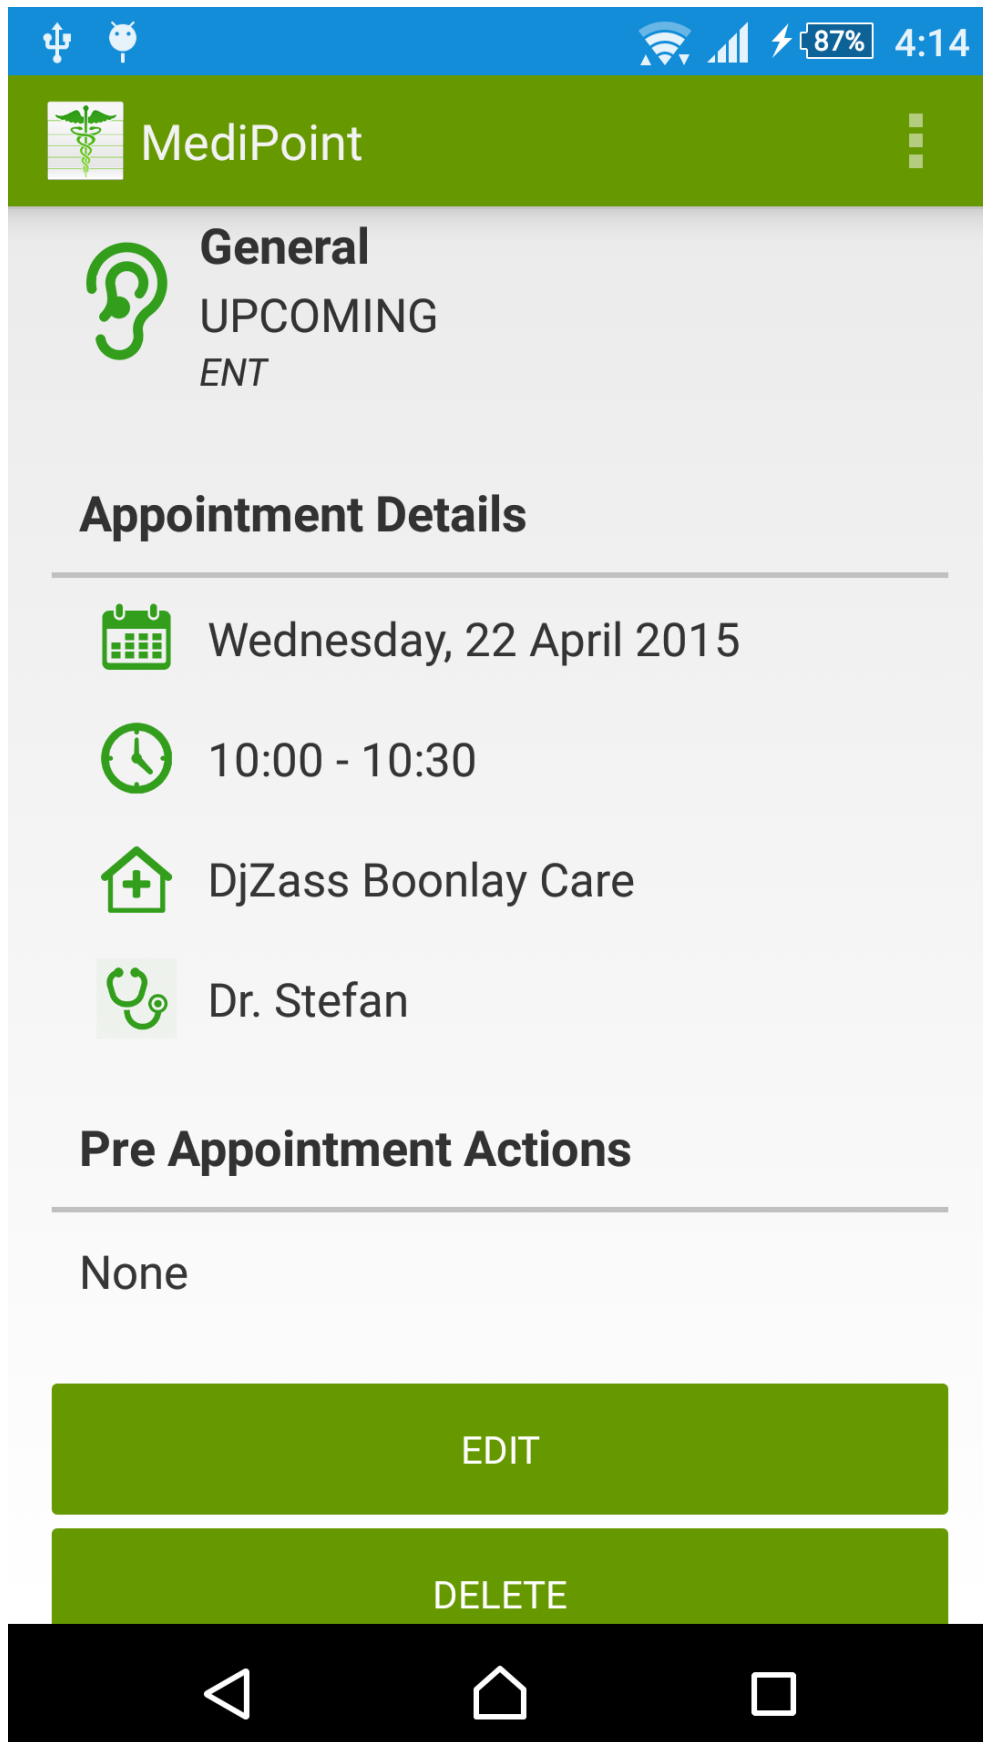 87% 4:14
MediPoint
General
UPCOMING
ENT
Appointment Details
Wednesday, 22 April 2015
10:00 - 10:30
DjZass Boonlay Care
Dr. Stefan
Pre Appointment Actions
None
EDIT
DELETE